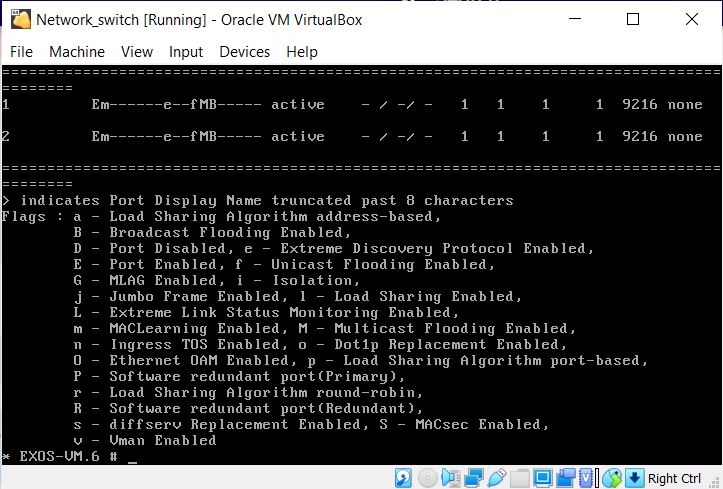 Network_switch [Running] - Oracle VM VirtualBox
File Machine View Input Devices Help
================================================================================
========
1         Em------e--fMB----- active    - / -/ -   1   1    1     1  9216 none
2         Em------e--fMB----- active    - / -/ -   1   1    1     1  9216 none
================================================================================
========
> indicates Port Display Name truncated past 8 characters
Flags : a - Load Sharing Algorithm address-based,
        B - Broadcast Flooding Enabled,
        D - Port Disabled, e - Extreme Discovery Protocol Enabled,
        E - Port Enabled, f - Unicast Flooding Enabled,
        G - MLAG Enabled, i - Isolation,
        j - Jumbo Frame Enabled, l - Load Sharing Enabled,
        L - Extreme Link Status Monitoring Enabled,
        m - MACLearning Enabled, M - Multicast Flooding Enabled,
        n - Ingress TOS Enabled, o - Dot1p Replacement Enabled,
        O - Ethernet OAM Enabled, p - Load Sharing Algorithm port-based,
        P - Software redundant port(Primary),
        r - Load Sharing Algorithm round-robin,
        R - Software redundant port(Redundant),
        s - diffserv Replacement Enabled, S - MACsec Enabled,
        v - Vman Enabled
* EXOS-VM.6 # _
Right Ctrl